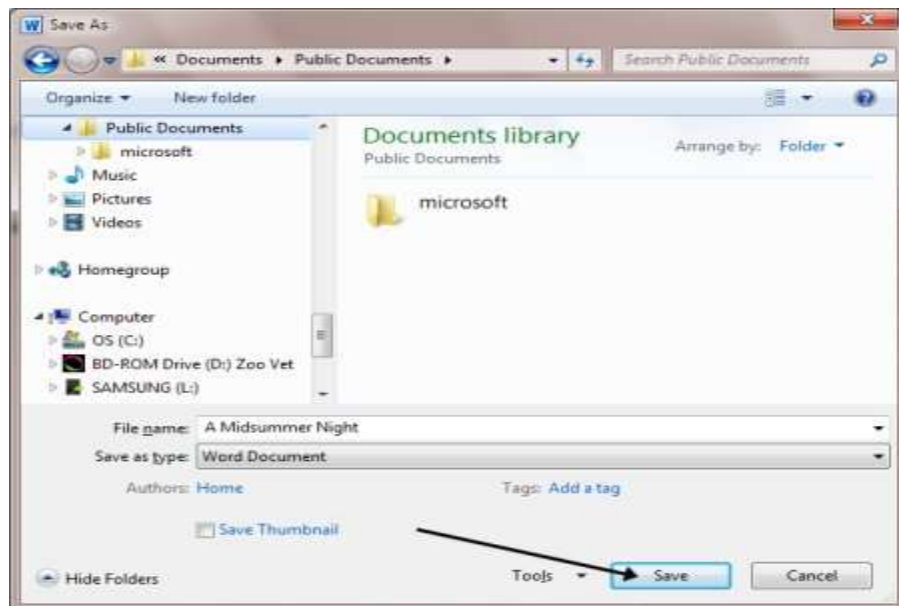 W Save As
« Documents Public Documents Search Public Documents
Organize New folder
Public Documents
microsoft
Music
Pictures
Videos
Homegroup
Computer
OS (C:)
BD-ROM Drive (D:) Zoo Vet
SAMSUNG (L:)
Documents library
Public Documents
Arrange by: Folder
microsoft
File name: A Midsummer Night
Save as type: Word Document
Authors: Home Tags: Add a tag
Save Thumbnail
Hide Folders Tools Save Cancel